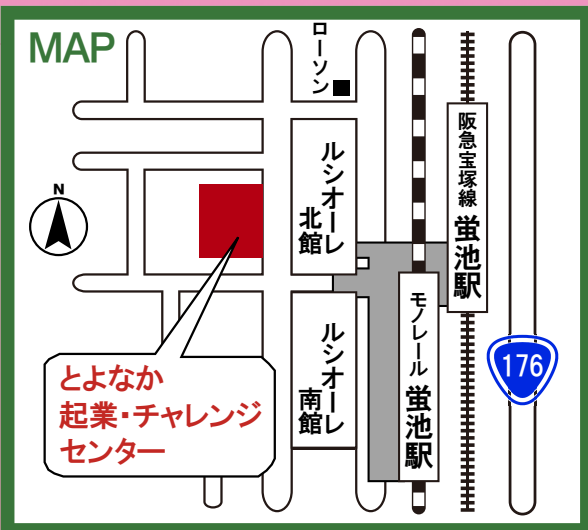 MAP
ローソン
N
ルシオーレ
北館
阪急宝塚線 蛍池駅
モノレール 蛍池駅
ルシオーレ
南館
176
とよなか
起業・チャレンジ
センター